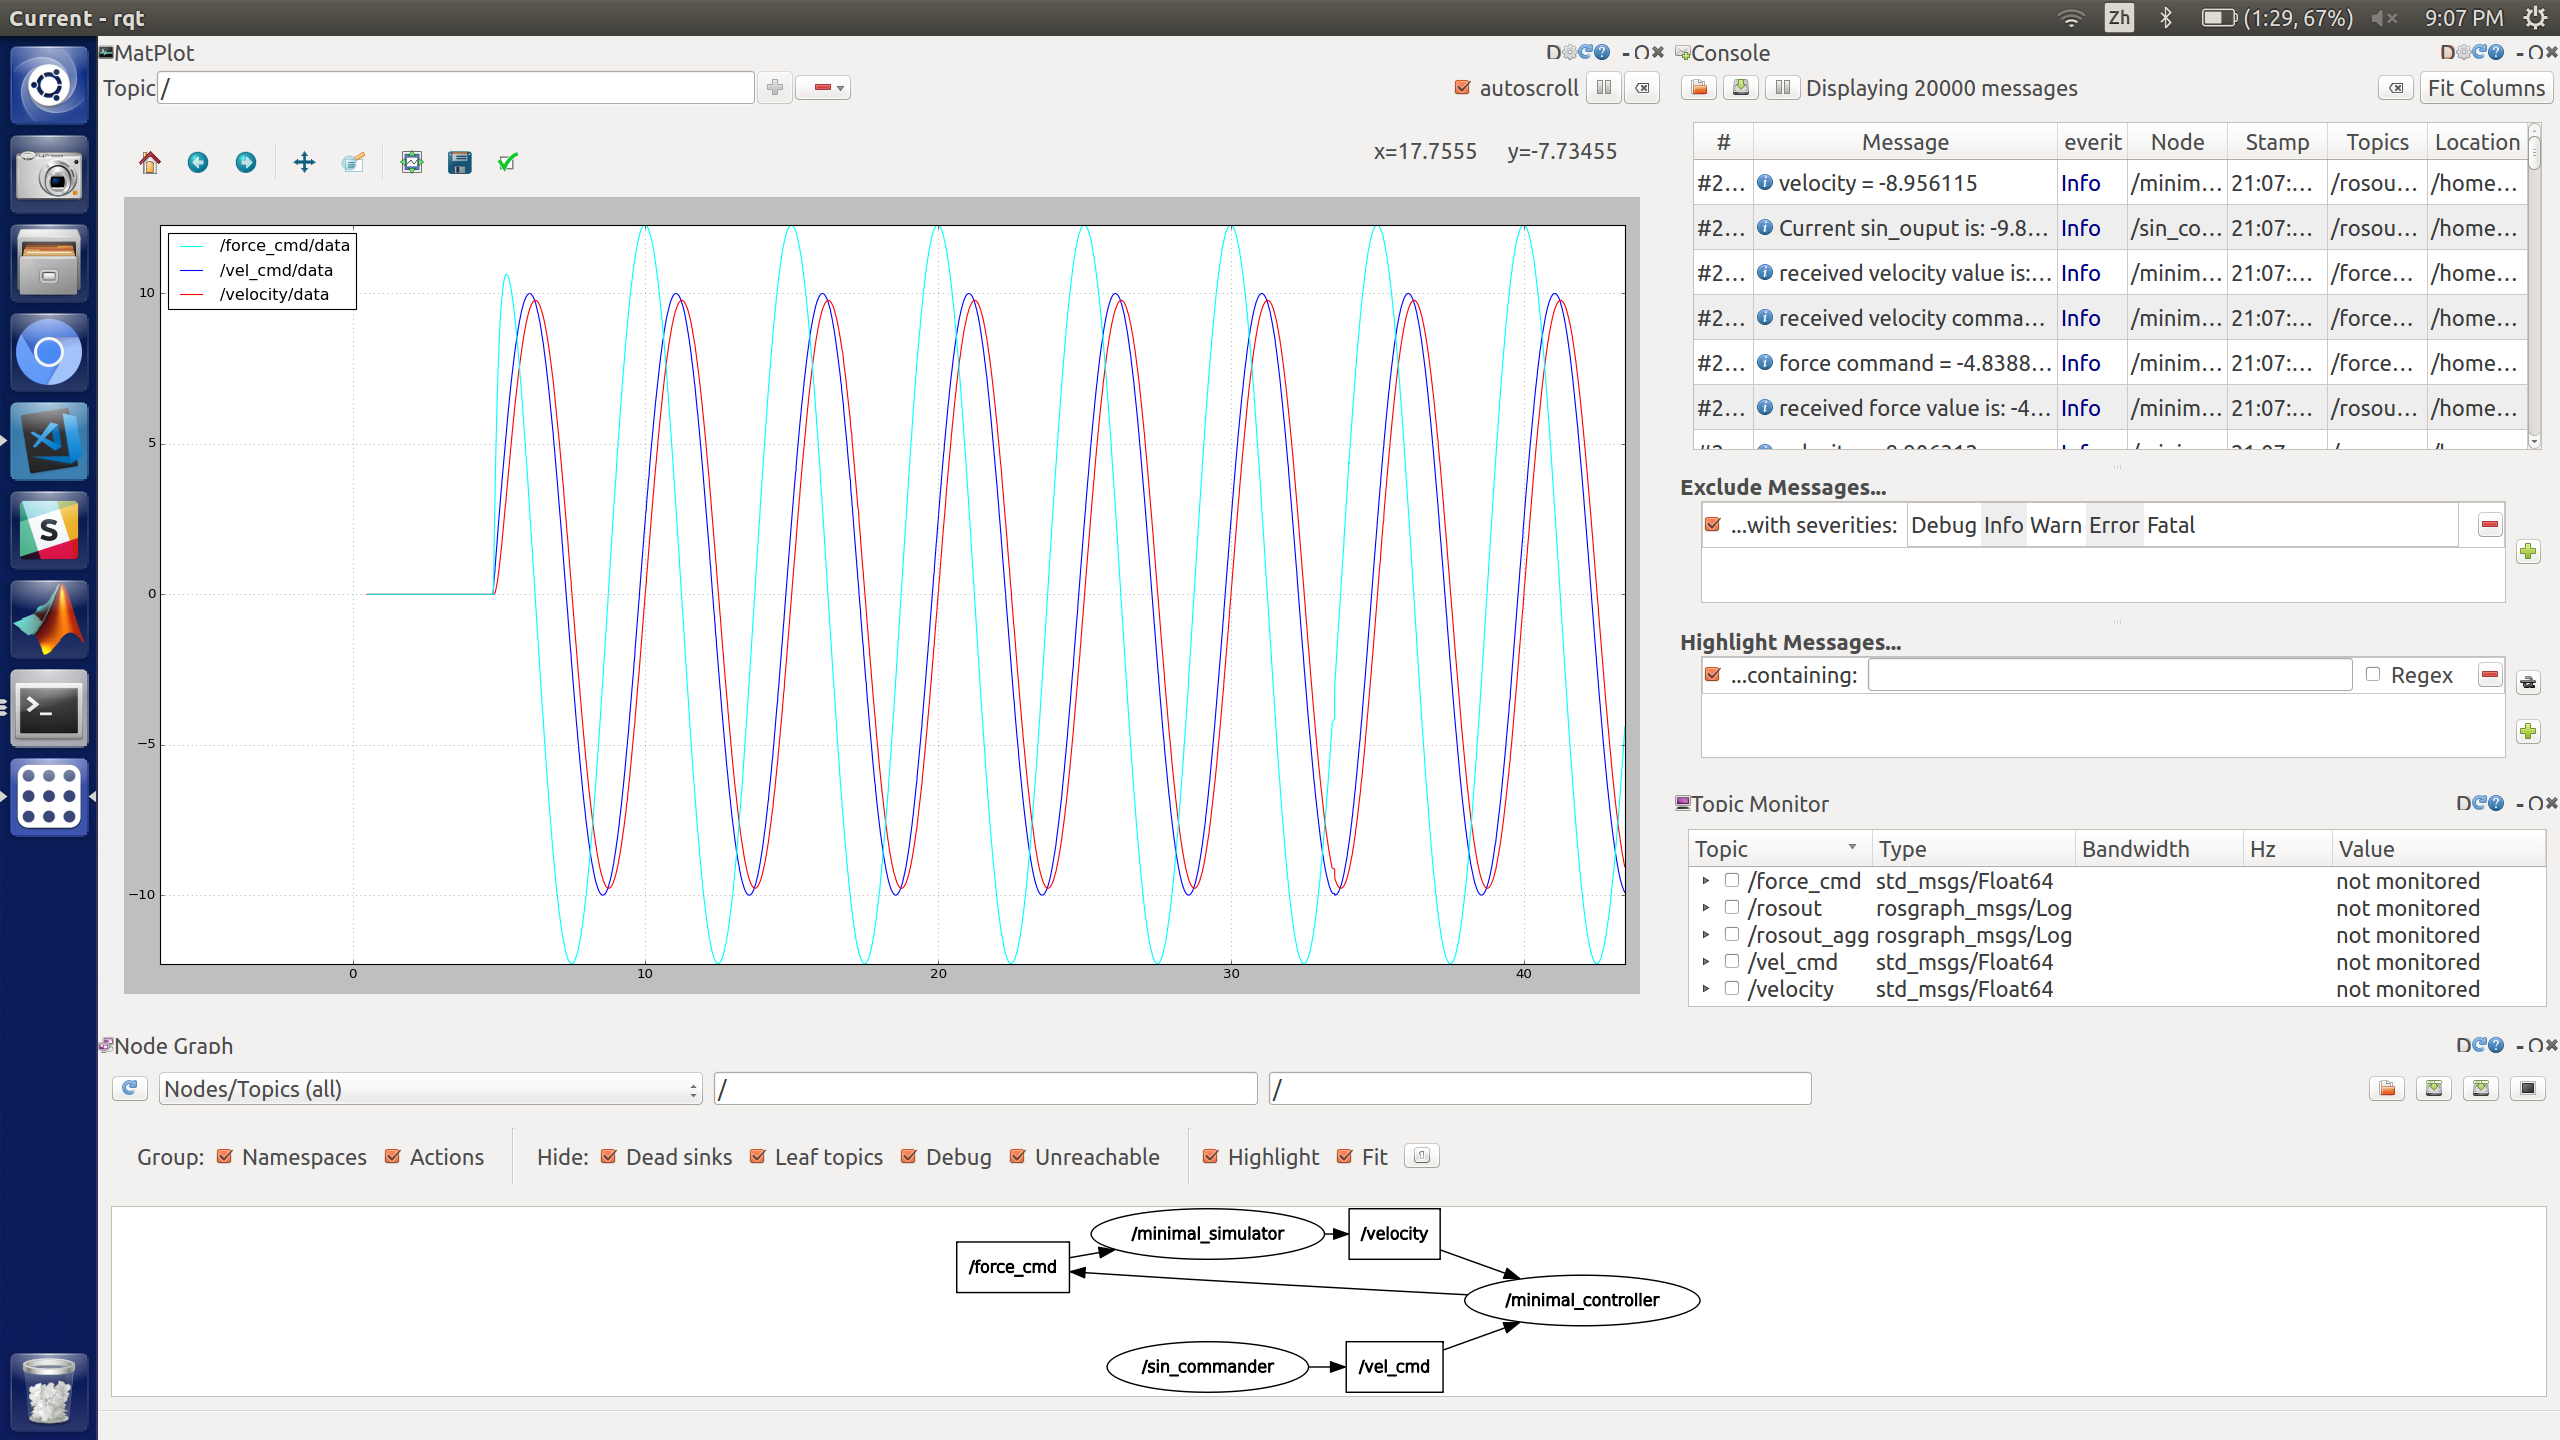 Current - rqt
Zh (1:29, 67%) 9:07 PM
MatPlot
Topic /
autoscroll
x=17.7555 y=-7.73455
/force_cmd/data
/vel_cmd/data
/velocity/data
10
5
0
−5
−10
0 10 20 30 40
Console
Displaying 20000 messages
Fit Columns
# Message everit Node Stamp Topics Location
#2... velocity = -8.956115 Info /minim... 21:07:... /rosou... /home...
#2... Current sin_ouput is: -9.8... Info /sin_co... 21:07:... /rosou... /home...
#2... received velocity value is:... Info /minim... 21:07:... /force... /home...
#2... received velocity comma... Info /minim... 21:07:... /force... /home...
#2... force command = -4.8388... Info /minim... 21:07:... /force... /home...
#2... received force value is: -4... Info /minim... 21:07:... /rosou... /home...
Exclude Messages...
...with severities: Debug Info Warn Error Fatal
Highlight Messages...
...containing: Regex
Topic Monitor
Topic Type Bandwidth Hz Value
/force_cmd std_msgs/Float64 not monitored
/rosout rosgraph_msgs/Log not monitored
/rosout_agg rosgraph_msgs/Log not monitored
/vel_cmd std_msgs/Float64 not monitored
/velocity std_msgs/Float64 not monitored
Node Graph
Nodes/Topics (all) / /
Group: Namespaces Actions Hide: Dead sinks Leaf topics Debug Unreachable Highlight Fit
/minimal_simulator /velocity
/force_cmd
/minimal_controller
/sin_commander /vel_cmd